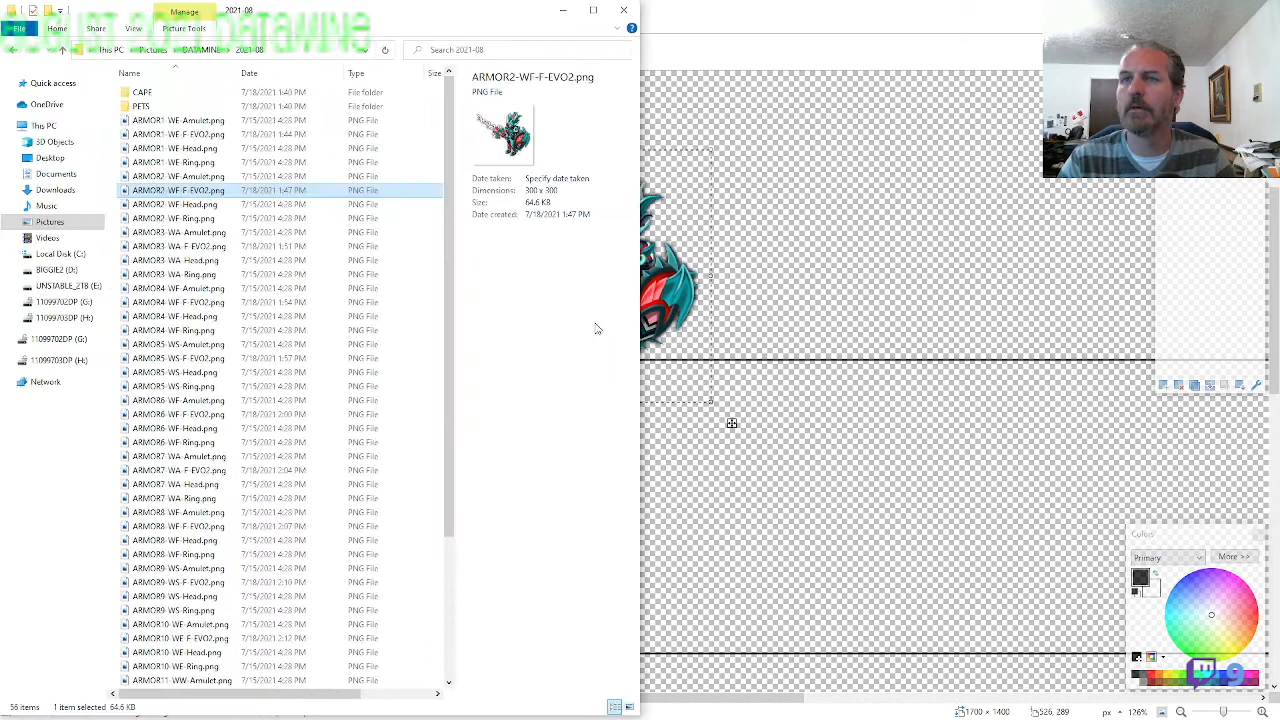 Manage
2021-08
File
Home
Share
View
Picture Tools
This PC
Pictures
DATAMINE
2021-08
Search 2021-08
Name
Date
Type
Size
Quick access
OneDrive
This PC
3D Objects
Desktop
Documents
Downloads
Music
Pictures
Videos
Local Disk (C:)
BIGGIE2 (D:)
UNSTABLE_2TB (E:)
11099702DP (G:)
11099703DP (H:)
11099702DP (G:)
11099703DP (H:)
Network
CAPE 7/18/2021 1:40 PM File folder
PETS 7/18/2021 1:40 PM File folder
ARMOR1-WE-Amulet.png 7/15/2021 4:28 PM PNG File
ARMOR1-WE-F-EVO2.png 7/18/2021 1:44 PM PNG File
ARMOR1-WE-Head.png 7/15/2021 4:28 PM PNG File
ARMOR1-WE-Ring.png 7/15/2021 4:28 PM PNG File
ARMOR2-WF-Amulet.png 7/15/2021 4:28 PM PNG File
ARMOR2-WF-F-EVO2.png 7/18/2021 1:47 PM PNG File
ARMOR2-WF-Head.png 7/15/2021 4:28 PM PNG File
ARMOR2-WF-Ring.png 7/15/2021 4:28 PM PNG File
ARMOR3-WA-Amulet.png 7/15/2021 4:28 PM PNG File
ARMOR3-WA-F-EVO2.png 7/18/2021 1:51 PM PNG File
ARMOR3-WA-Head.png 7/15/2021 4:28 PM PNG File
ARMOR3-WA-Ring.png 7/15/2021 4:28 PM PNG File
ARMOR4-WF-Amulet.png 7/15/2021 4:28 PM PNG File
ARMOR4-WF-F-EVO2.png 7/18/2021 1:54 PM PNG File
ARMOR4-WF-Head.png 7/15/2021 4:28 PM PNG File
ARMOR4-WF-Ring.png 7/15/2021 4:28 PM PNG File
ARMOR5-WS-Amulet.png 7/15/2021 4:28 PM PNG File
ARMOR5-WS-F-EVO2.png 7/18/2021 1:57 PM PNG File
ARMOR5-WS-Head.png 7/15/2021 4:28 PM PNG File
ARMOR5-WS-Ring.png 7/15/2021 4:28 PM PNG File
ARMOR6-WF-Amulet.png 7/15/2021 4:28 PM PNG File
ARMOR6-WF-F-EVO2.png 7/18/2021 2:00 PM PNG File
ARMOR6-WF-Head.png 7/15/2021 4:28 PM PNG File
ARMOR6-WF-Ring.png 7/15/2021 4:28 PM PNG File
ARMOR7-WA-Amulet.png 7/15/2021 4:28 PM PNG File
ARMOR7-WA-F-EVO2.png 7/18/2021 2:04 PM PNG File
ARMOR7-WA-Head.png 7/15/2021 4:28 PM PNG File
ARMOR7-WA-Ring.png 7/15/2021 4:28 PM PNG File
ARMOR8-WF-Amulet.png 7/15/2021 4:28 PM PNG File
ARMOR8-WF-F-EVO2.png 7/18/2021 2:07 PM PNG File
ARMOR8-WF-Head.png 7/15/2021 4:28 PM PNG File
ARMOR8-WF-Ring.png 7/15/2021 4:28 PM PNG File
ARMOR9-WS-Amulet.png 7/15/2021 4:28 PM PNG File
ARMOR9-WS-F-EVO2.png 7/18/2021 2:10 PM PNG File
ARMOR9-WS-Head.png 7/15/2021 4:28 PM PNG File
ARMOR9-WS-Ring.png 7/15/2021 4:28 PM PNG File
ARMOR10-WE-Amulet.png 7/15/2021 4:28 PM PNG File
ARMOR10-WE-F-EVO2.png 7/18/2021 2:12 PM PNG File
ARMOR10-WE-Head.png 7/15/2021 4:28 PM PNG File
ARMOR10-WE-Ring.png 7/15/2021 4:28 PM PNG File
ARMOR11-WW-Amulet.png 7/15/2021 4:28 PM PNG File
ARMOR2-WF-F-EVO2.png
PNG File
Date taken: Specify date taken
Dimensions: 300 x 300
Size: 64.6 KB
Date created: 7/18/2021 1:47 PM
56 items
1 item selected 64.6 KB
Colors
Primary
More >>
9
1700 × 1400
526, 289
px
126%